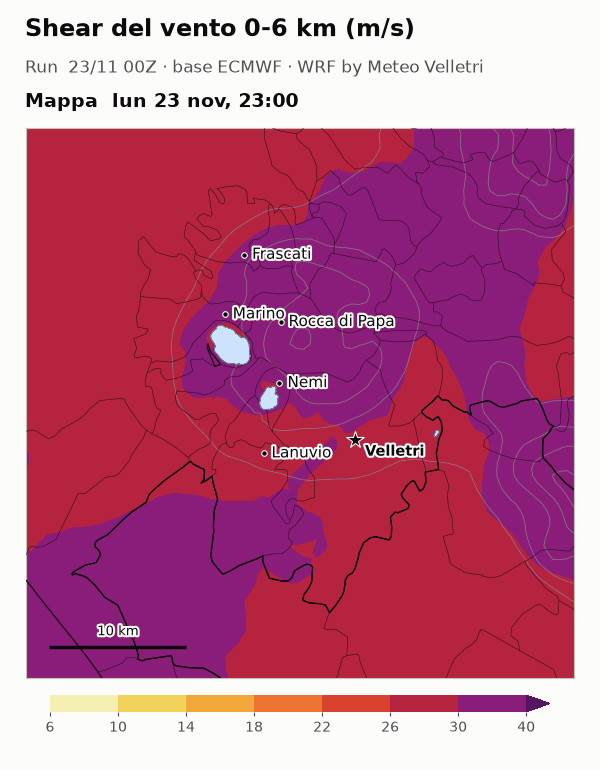 Shear del vento 0-6 km (m/s)
Run  23/11 00Z · base ECMWF · WRF by Meteo Velletri
Mappa  lun 23 nov, 23:00
Frascati
Marino
Rocca di Papa
Nemi
Velletri
Lanuvio
10 km
6 10 14 18 22 26 30 40